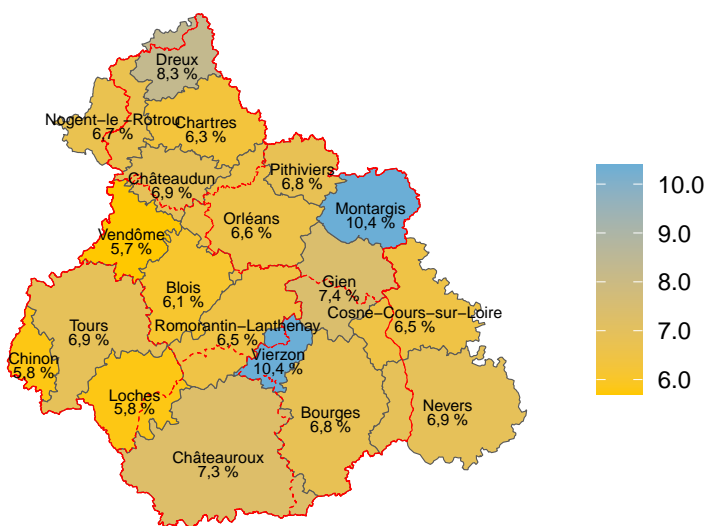 Dreux
8,3 %
Nogent−le −Rotrou
6,7 %
Chartres
6,3 %
Châteaudun
6,9 %
Pithiviers
6,8 %
Montargis
10,4 %
Orléans
6,6 %
Vendôme
5,7 %
Blois
6,1 %
Gien
7,4 %
Cosne−Cours−sur−Loire
6,5 %
Tours
6,9 %
Romorantin−Lanthenay
6,5 %
Vierzon
10,4 %
Chinon
5,8 %
Loches
5,8 %
Bourges
6,8 %
Nevers
6,9 %
Châteauroux
7,3 %
10.0
9.0
8.0
7.0
6.0